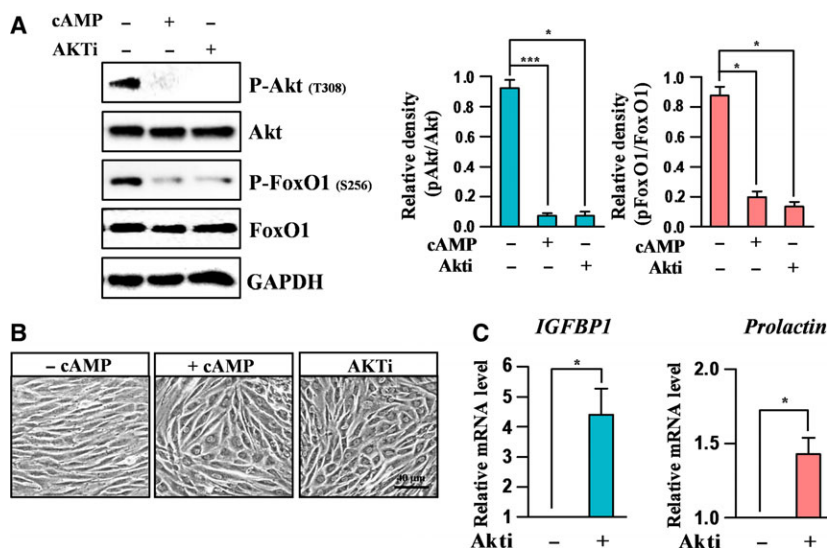 A
cAMP – + –
AKTi – – +
P-Akt (T308)
Akt
P-FoxO1 (S256)
FoxO1
GAPDH
Relative density
(pAkt/Akt)
1.0
0.8
0.6
0.4
0.2
0.0
*
***
cAMP – + –
Akti – – +
Relative density
(pFoxO1/FoxO1)
1.0
0.8
0.6
0.4
0.2
0.0
*
*
cAMP – + –
Akti – – +
B
– cAMP
+ cAMP
AKTi
C
IGFBP1
Relative mRNA level
6
5
4
3
2
1
*
Akti – +
Prolactin
Relative mRNA level
2.0
1.5
1.0
*
Akti – +